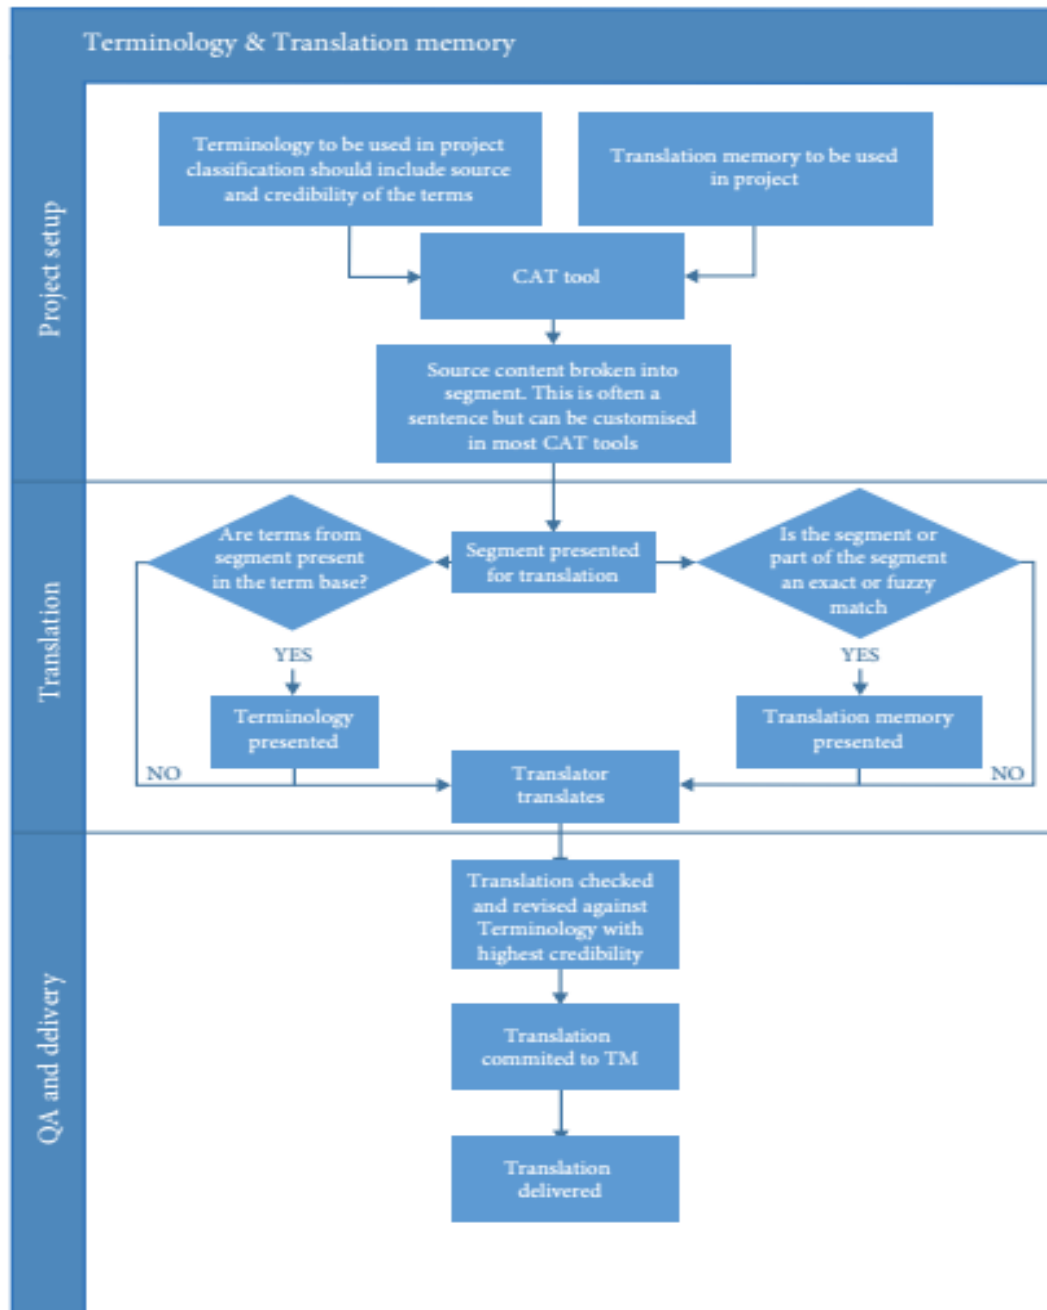 Terminology & Translation memory
Project setup
Terminology to be used in project
classification should include source
and credibility of the terms
Translation memory to be used
in project
CAT tool
Source content broken into
segment. This is often a
sentence but can be customised
in most CAT tools
Translation
Are terms from
segment present
in the term base?
Segment presented
for translation
Is the segment or
part of the segment
an exact or fuzzy
match
YES
YES
Terminology
presented
Translation memory
presented
NO
Translator
translates
NO
QA and delivery
Translation checked
and revised against
Terminology with
highest credibility
Translation
commited to TM
Translation
delivered